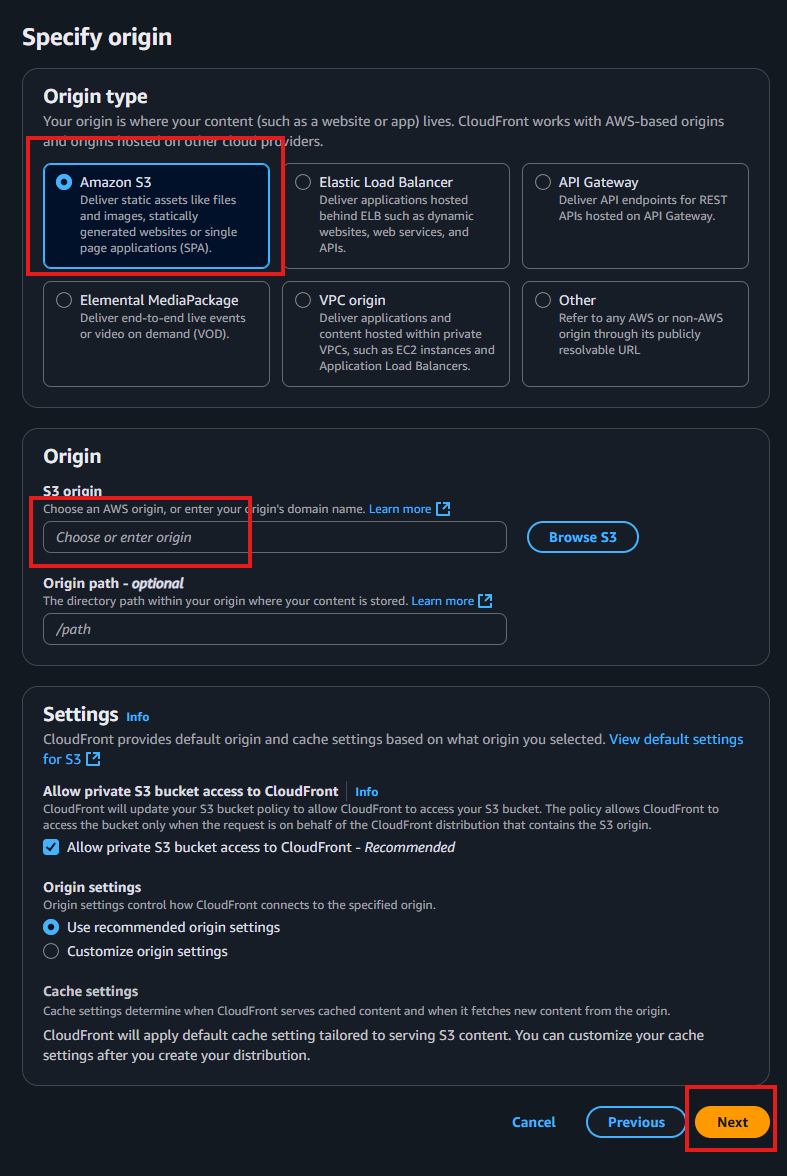 Specify origin
Origin type
Your origin is where your content (such as a website or app) lives. CloudFront works with AWS-based origins
and origins hosted on other cloud providers.
Amazon S3
Deliver static assets like files
and images, statically
generated websites or single
page applications (SPA).
Elastic Load Balancer
Deliver applications hosted
behind ELB such as dynamic
websites, web services, and
APIs.
API Gateway
Deliver API endpoints for REST
APIs hosted on API Gateway.
Elemental MediaPackage
Deliver end-to-end live events
or video on demand (VOD).
VPC origin
Deliver applications and
content hosted within private
VPCs, such as EC2 instances and
Application Load Balancers.
Other
Refer to any AWS or non-AWS
origin through its publicly
resolvable URL
Origin
S3 origin
Choose an AWS origin, or enter your origin's domain name. Learn more
Choose or enter origin
Browse S3
Origin path - optional
The directory path within your origin where your content is stored. Learn more
/path
Settings Info
CloudFront provides default origin and cache settings based on what origin you selected. View default settings
for S3
Allow private S3 bucket access to CloudFront Info
CloudFront will update your S3 bucket policy to allow CloudFront to access your S3 bucket. The policy allows CloudFront to
access the bucket only when the request is on behalf of the CloudFront distribution that contains the S3 origin.
Allow private S3 bucket access to CloudFront - Recommended
Origin settings
Origin settings control how CloudFront connects to the specified origin.
Use recommended origin settings
Customize origin settings
Cache settings
Cache settings determine when CloudFront serves cached content and when it fetches new content from the origin.
CloudFront will apply default cache setting tailored to serving S3 content. You can customize your cache
settings after you create your distribution.
Cancel
Previous
Next